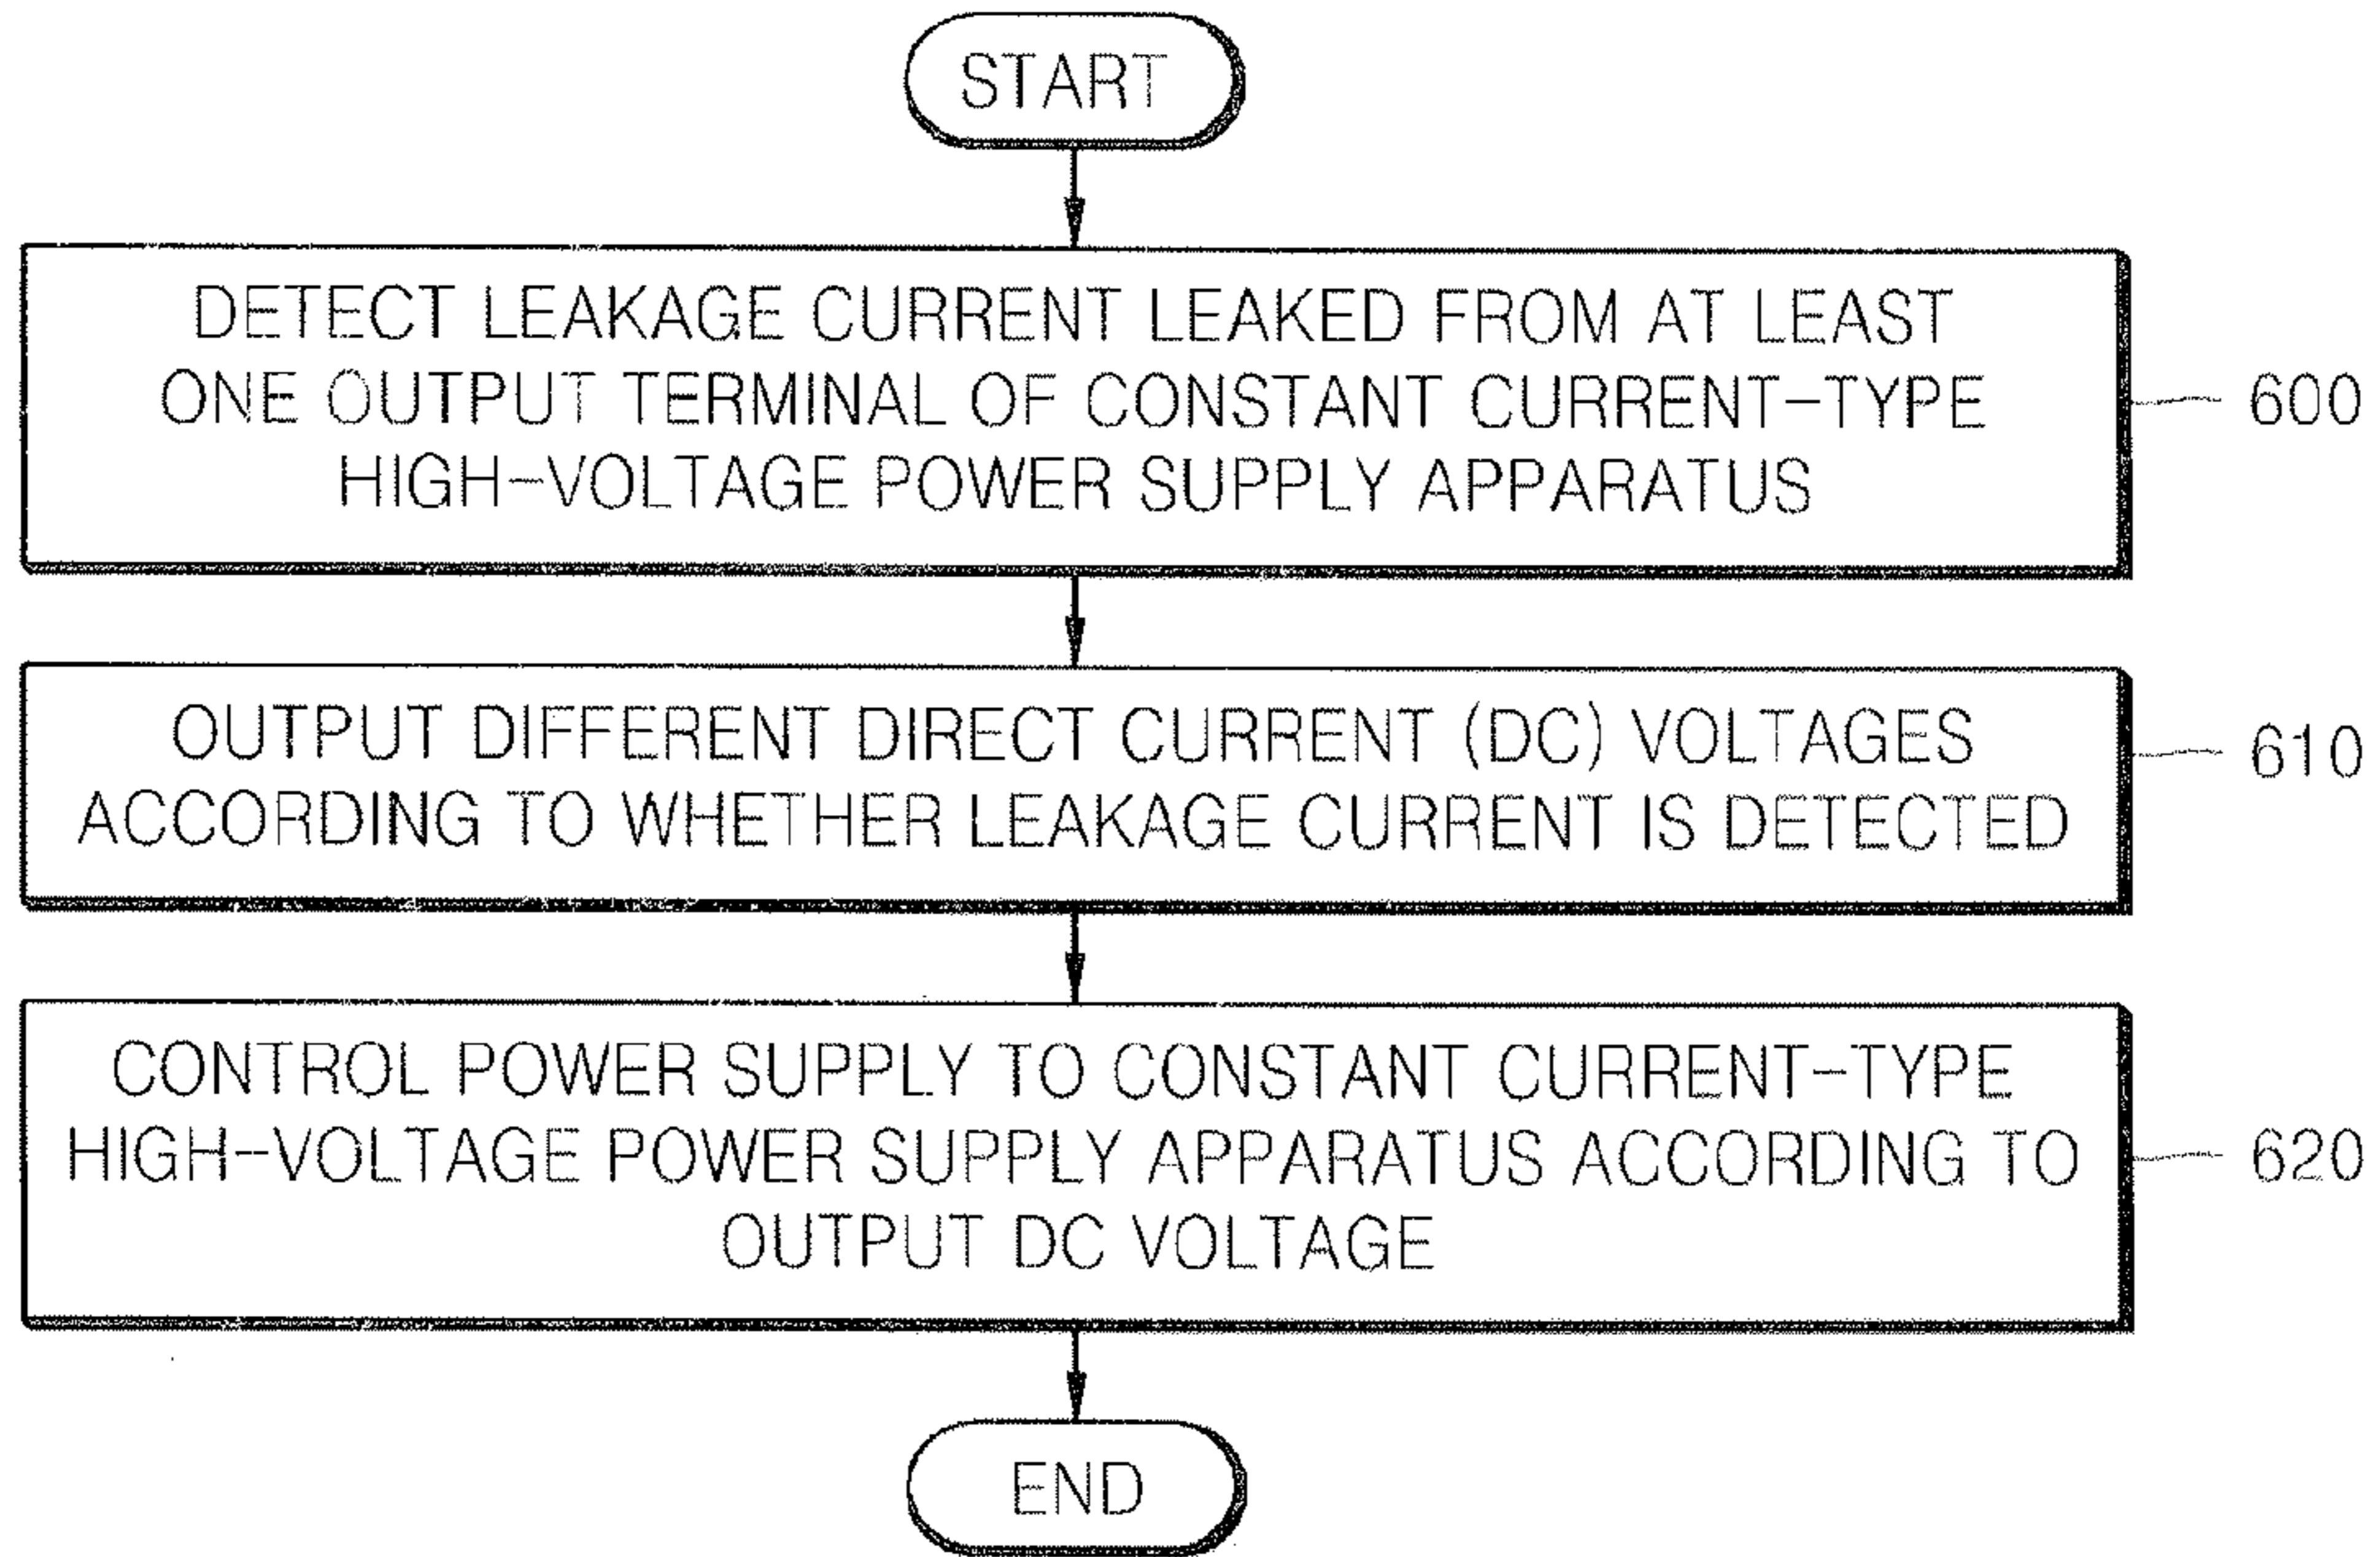 START
DETECT LEAKAGE CURRENT LEAKED FROM AT LEAST
ONE OUTPUT TERMINAL OF CONSTANT CURRENT-TYPE
HIGH-VOLTAGE POWER SUPPLY APPARATUS
600
OUTPUT DIFFERENT DIRECT CURRENT (DC) VOLTAGES
ACCORDING TO WHETHER LEAKAGE CURRENT IS DETECTED
610
CONTROL POWER SUPPLY TO CONSTANT CURRENT-TYPE
HIGH-VOLTAGE POWER SUPPLY APPARATUS ACCORDING TO
OUTPUT DC VOLTAGE
620
END